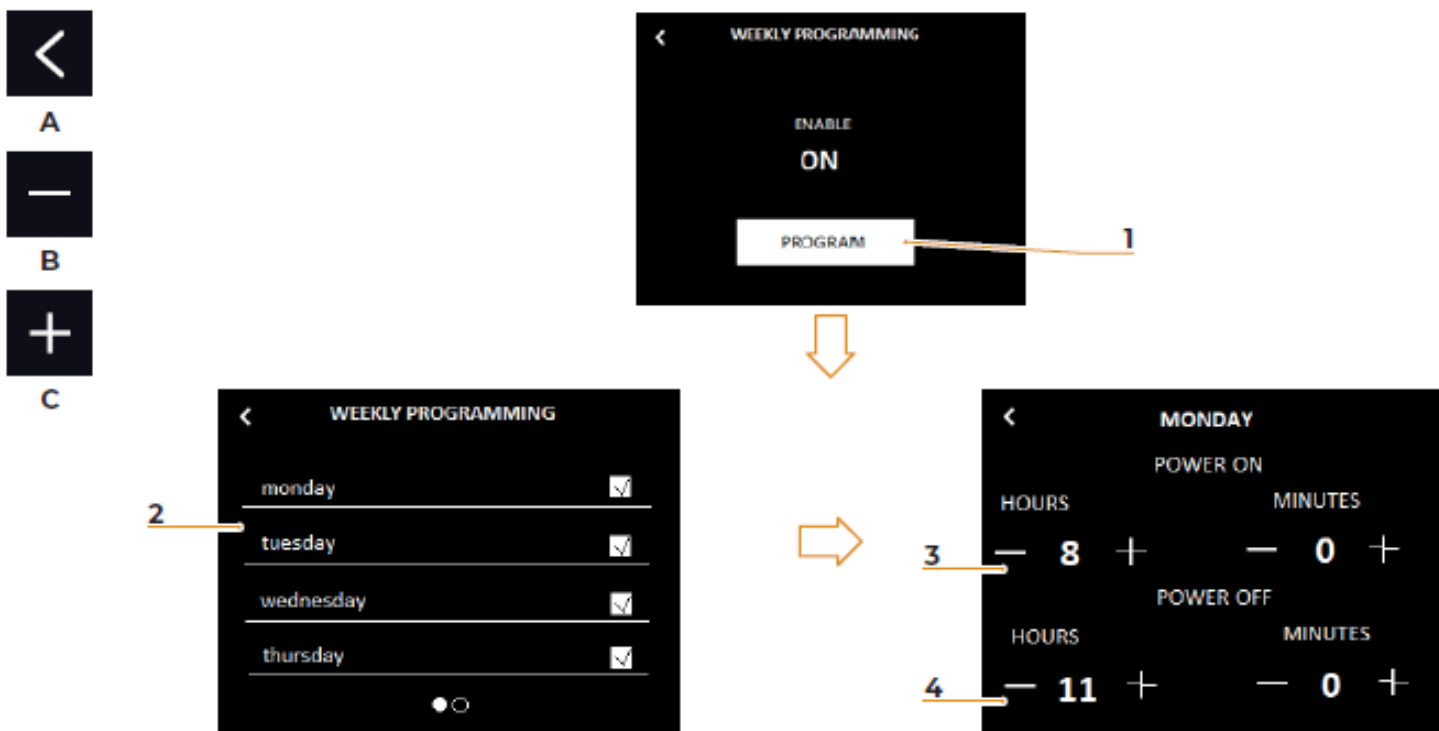 A
B
C
WEEKLY PROGRAMMING
ENABLE
ON
PROGRAM
1
WEEKLY PROGRAMMING
monday
2
tuesday
wednesday
thursday
MONDAY
POWER ON
HOURS MINUTES
3
— 8 + — 0 +
POWER OFF
HOURS MINUTES
4
— 11 + — 0 +